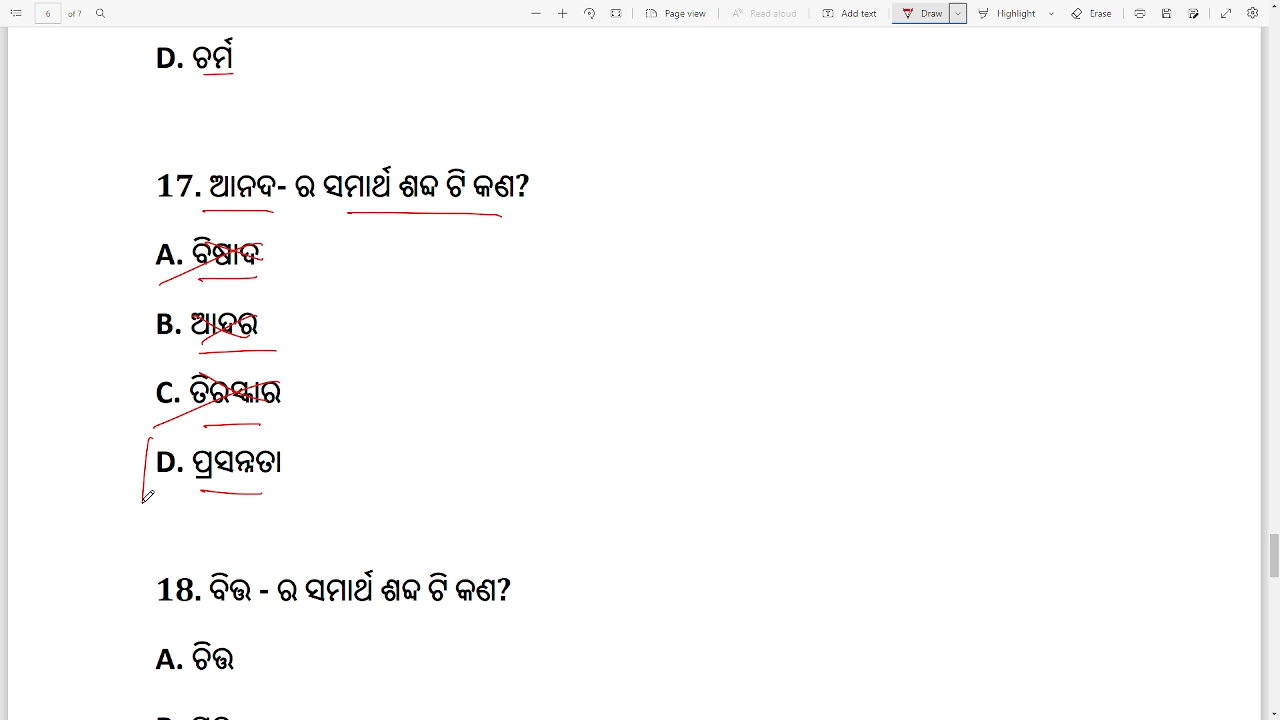 6 of 7 Page view Read aloud Add text Draw Highlight Erase
D. ଚର୍ମ
17. ଆନଦ- ର ସମାର୍ଥ ଶବ୍ଦ ଟି କଣ?
A. ବିଷାଦ
B. ଆଦର
C. ତିରସ୍କାର
D. ପ୍ରସନ୍ନତା
18. ବିତ୍ତ - ର ସମାର୍ଥ ଶବ୍ଦ ଟି କଣ?
A. ଚିତ୍ତ